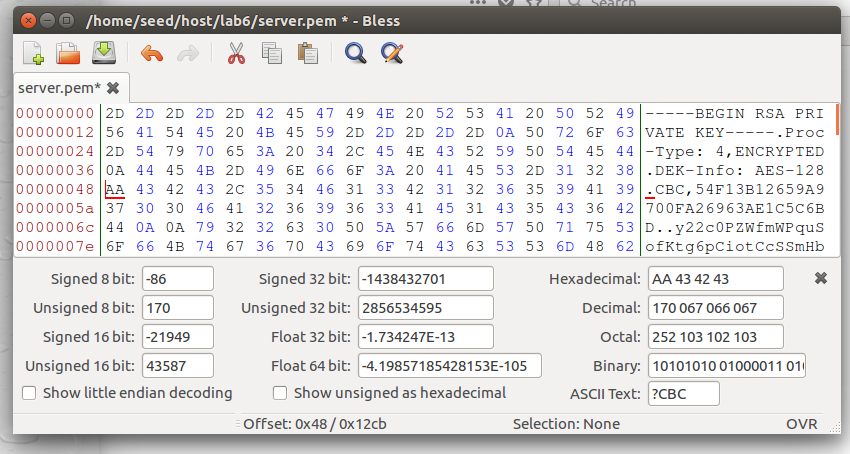 Search
/home/seed/host/lab6/server.pem * - Bless
server.pem*
00000000 2D 2D 2D 2D 2D 42 45 47 49 4E 20 52 53 41 20 50 52 49 -----BEGIN RSA PRI
00000012 56 41 54 45 20 4B 45 59 2D 2D 2D 2D 2D 0A 50 72 6F 63 VATE KEY-----.Proc
00000024 2D 54 79 70 65 3A 20 34 2C 45 4E 43 52 59 50 54 45 44 -Type: 4,ENCRYPTED
00000036 0A 44 45 4B 2D 49 6E 66 6F 3A 20 41 45 53 2D 31 32 38 .DEK-Info: AES-128
00000048 AA 43 42 43 2C 35 34 46 31 33 42 31 32 36 35 39 41 39 .CBC,54F13B12659A9
0000005a 37 30 30 46 41 32 36 39 36 33 41 45 31 43 35 43 36 42 700FA26963AE1C5C6B
0000006c 44 0A 0A 79 32 32 63 30 50 5A 57 66 6D 57 50 71 75 53 D..y22c0PZWfmWPquS
0000007e 6F 66 4B 74 67 36 70 43 69 6F 74 43 63 53 53 6D 48 62 ofKtg6pCiotCcSSmHb
Signed 8 bit: -86 Signed 32 bit: -1438432701 Hexadecimal: AA 43 42 43
Unsigned 8 bit: 170 Unsigned 32 bit: 2856534595 Decimal: 170 067 066 067
Signed 16 bit: -21949 Float 32 bit: -1.734247E-13 Octal: 252 103 102 103
Unsigned 16 bit: 43587 Float 64 bit: -4.19857185428153E-105 Binary: 10101010 01000011 010
Show little endian decoding Show unsigned as hexadecimal ASCII Text: ?CBC
Offset: 0x48 / 0x12cb Selection: None OVR